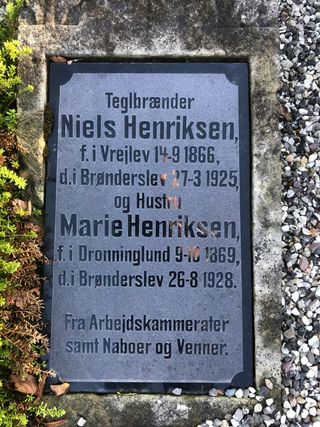 Teglbrænder
Niels Henriksen,
f. i Vrejlev 14-9 1866,
d. i Brønderslev 27-3 1925,
og Hustru
Marie Henriksen,
f. i Dronninglund 9-10 1869,
d. i Brønderslev 26-8 1928.
Fra Arbejdskammerater
samt Naboer og Venner.